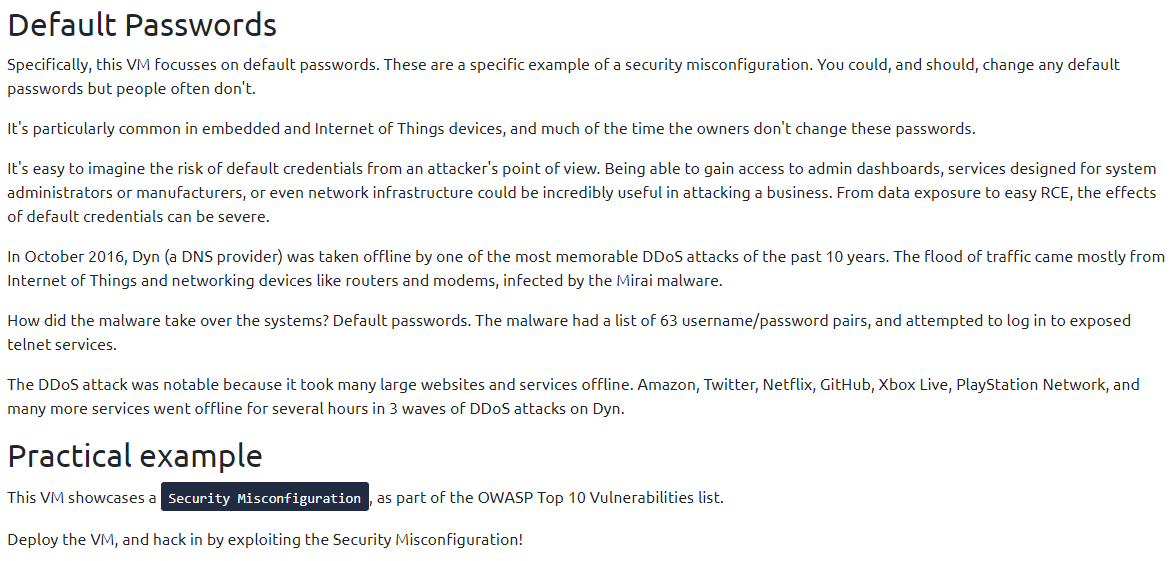 Default Passwords
Specifically, this VM focusses on default passwords. These are a specific example of a security misconfiguration. You could, and should, change any default
passwords but people often don't.
It's particularly common in embedded and Internet of Things devices, and much of the time the owners don't change these passwords.
It's easy to imagine the risk of default credentials from an attacker's point of view. Being able to gain access to admin dashboards, services designed for system
administrators or manufacturers, or even network infrastructure could be incredibly useful in attacking a business. From data exposure to easy RCE, the effects
of default credentials can be severe.
In October 2016, Dyn (a DNS provider) was taken offline by one of the most memorable DDoS attacks of the past 10 years. The flood of traffic came mostly from
Internet of Things and networking devices like routers and modems, infected by the Mirai malware.
How did the malware take over the systems? Default passwords. The malware had a list of 63 username/password pairs, and attempted to log in to exposed
telnet services.
The DDoS attack was notable because it took many large websites and services offline. Amazon, Twitter, Netflix, GitHub, Xbox Live, PlayStation Network, and
many more services went offline for several hours in 3 waves of DDoS attacks on Dyn.
Practical example
This VM showcases a Security Misconfiguration, as part of the OWASP Top 10 Vulnerabilities list.
Deploy the VM, and hack in by exploiting the Security Misconfiguration!